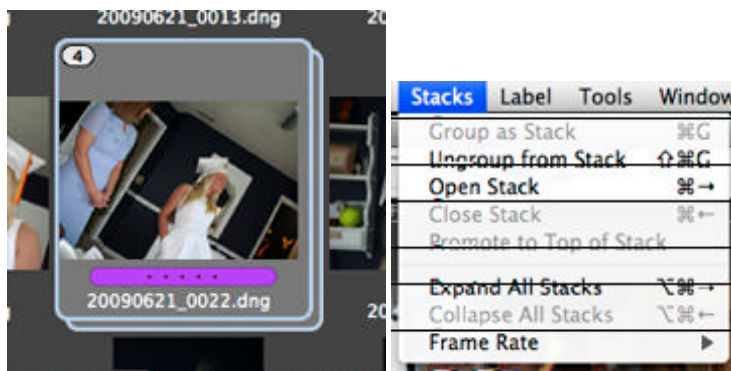 20090621_0013.dng
4
20090621_0022.dng
Stacks Label Tools Window
Group as Stack ⌘G
Ungroup from Stack ⇧⌘G
Open Stack ⌘→
Close Stack ⌘←
Promote to Top of Stack
Expand All Stacks ⌥⌘→
Collapse All Stacks ⌥⌘←
Frame Rate ▶